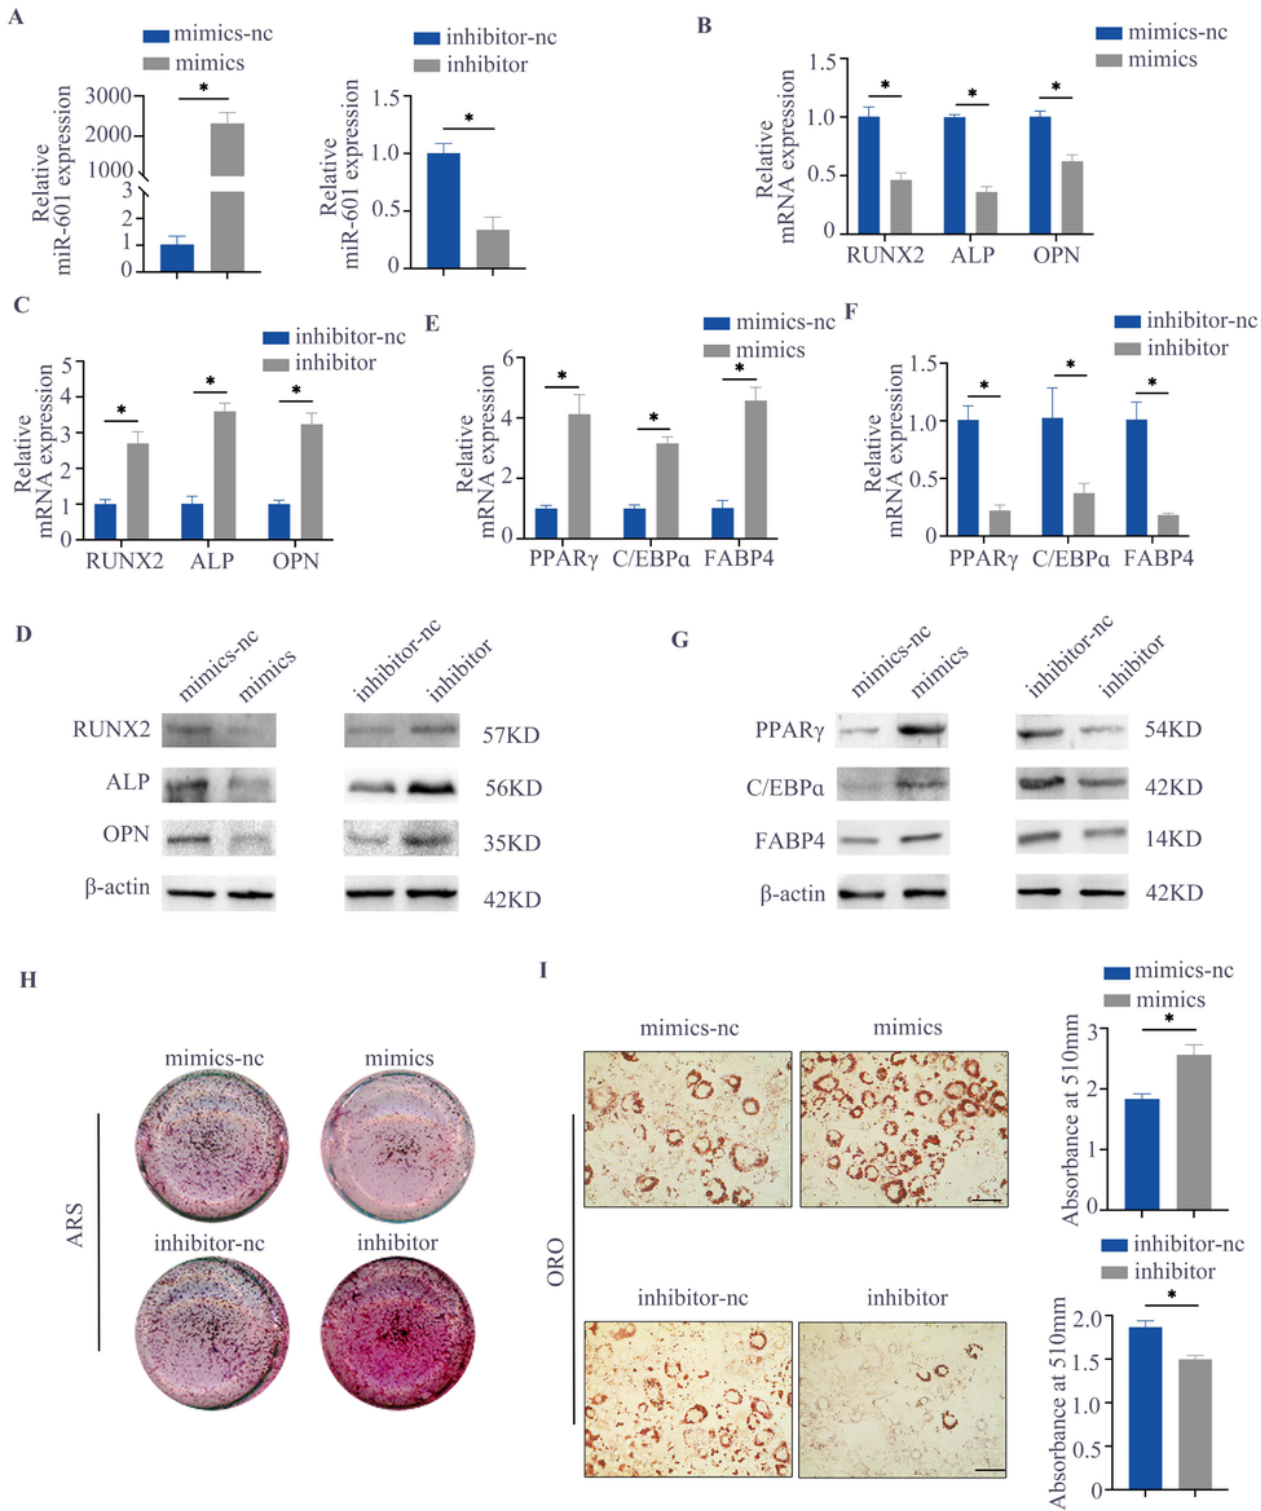 A
mimics-nc
mimics
Relative
miR-601 expression
3000
2000
1000
3
2
1
0
*
inhibitor-nc
inhibitor
Relative
miR-601 expression
1.5
1.0
0.5
0
*
B
mimics-nc
mimics
Relative
mRNA expression
1.5
1.0
0.5
0
* * *
RUNX2 ALP OPN
C
inhibitor-nc
inhibitor
Relative
mRNA expression
5
4
3
2
1
0
* * *
RUNX2 ALP OPN
E
mimics-nc
mimics
Relative
mRNA expression
6
4
2
0
* * *
PPARγ C/EBPα FABP4
F
inhibitor-nc
inhibitor
Relative
mRNA expression
1.5
1.0
0.5
0
* * *
PPARγ C/EBPα FABP4
D
mimics-nc mimics inhibitor-nc inhibitor
RUNX2 57KD
ALP 56KD
OPN 35KD
β-actin 42KD
G
mimics-nc mimics inhibitor-nc inhibitor
PPARγ 54KD
C/EBPα 42KD
FABP4 14KD
β-actin 42KD
H
mimics-nc mimics
ARS
inhibitor-nc inhibitor
I
mimics-nc mimics
ORO
inhibitor-nc inhibitor
mimics-nc
mimics
Absorbance at 510mm
3
2
1
0
*
inhibitor-nc
inhibitor
Absorbance at 510mm
2.0
1.5
1.0
0.5
0
*